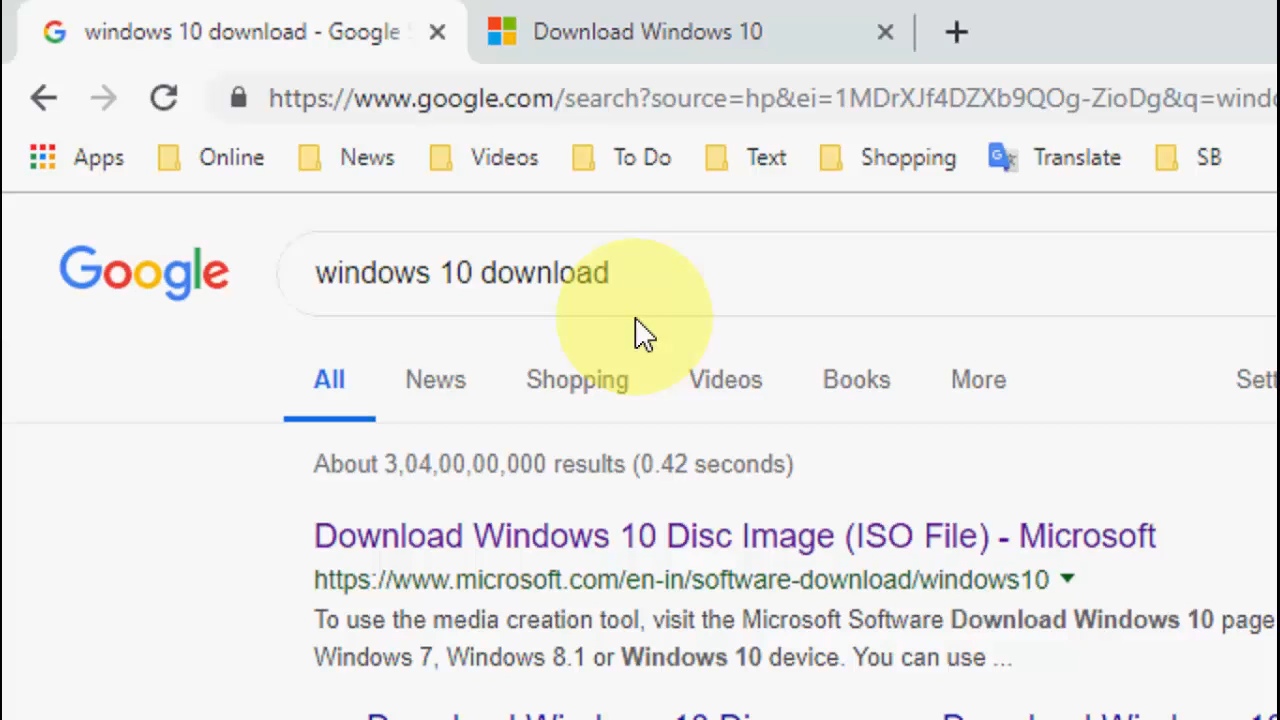 windows 10 download - Google
Download Windows 10
https://www.google.com/search?source=hp&ei=1MDrXJf4DZXb9QOg-ZioDg&q=windo
Apps Online News Videos To Do Text Shopping Translate SB
Google
windows 10 download
All News Shopping Videos Books More Sett
About 3,04,00,00,000 results (0.42 seconds)
Download Windows 10 Disc Image (ISO File) - Microsoft
https://www.microsoft.com/en-in/software-download/windows10
To use the media creation tool, visit the Microsoft Software Download Windows 10 page
Windows 7, Windows 8.1 or Windows 10 device. You can use ...